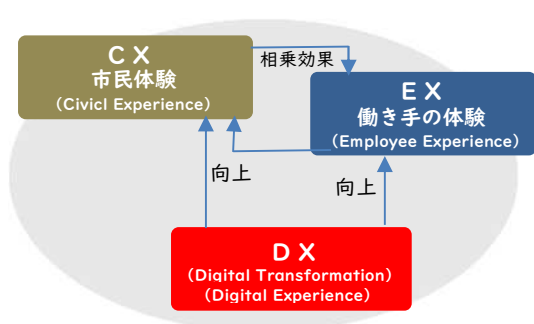 CX
市民体験
(Civicl Experience)
相乗効果
EX
働き手の体験
(Employee Experience)
向上
向上
DX
(Digital Transformation)
(Digital Experience)